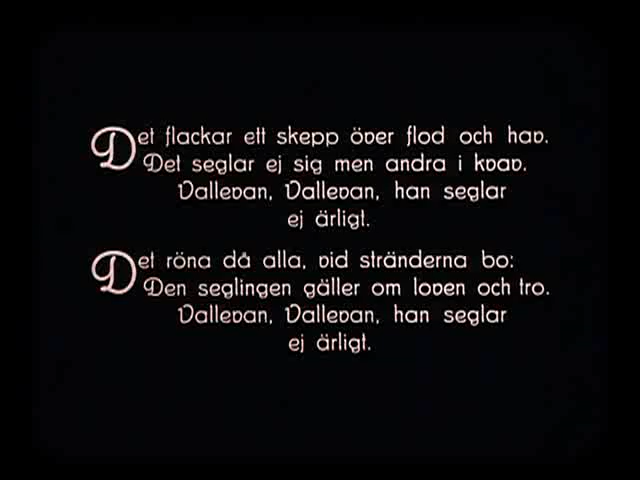 Det flackar ett skepp över flod och hav.
Det seglar ej sig men andra i kvav.
Vallevan, Vallevan, han seglar
ej ärligt.
Det röna då alla, vid stränderna bo:
Den seglingen gäller om loven och tro.
Vallevan, Vallevan, han seglar
ej ärligt.